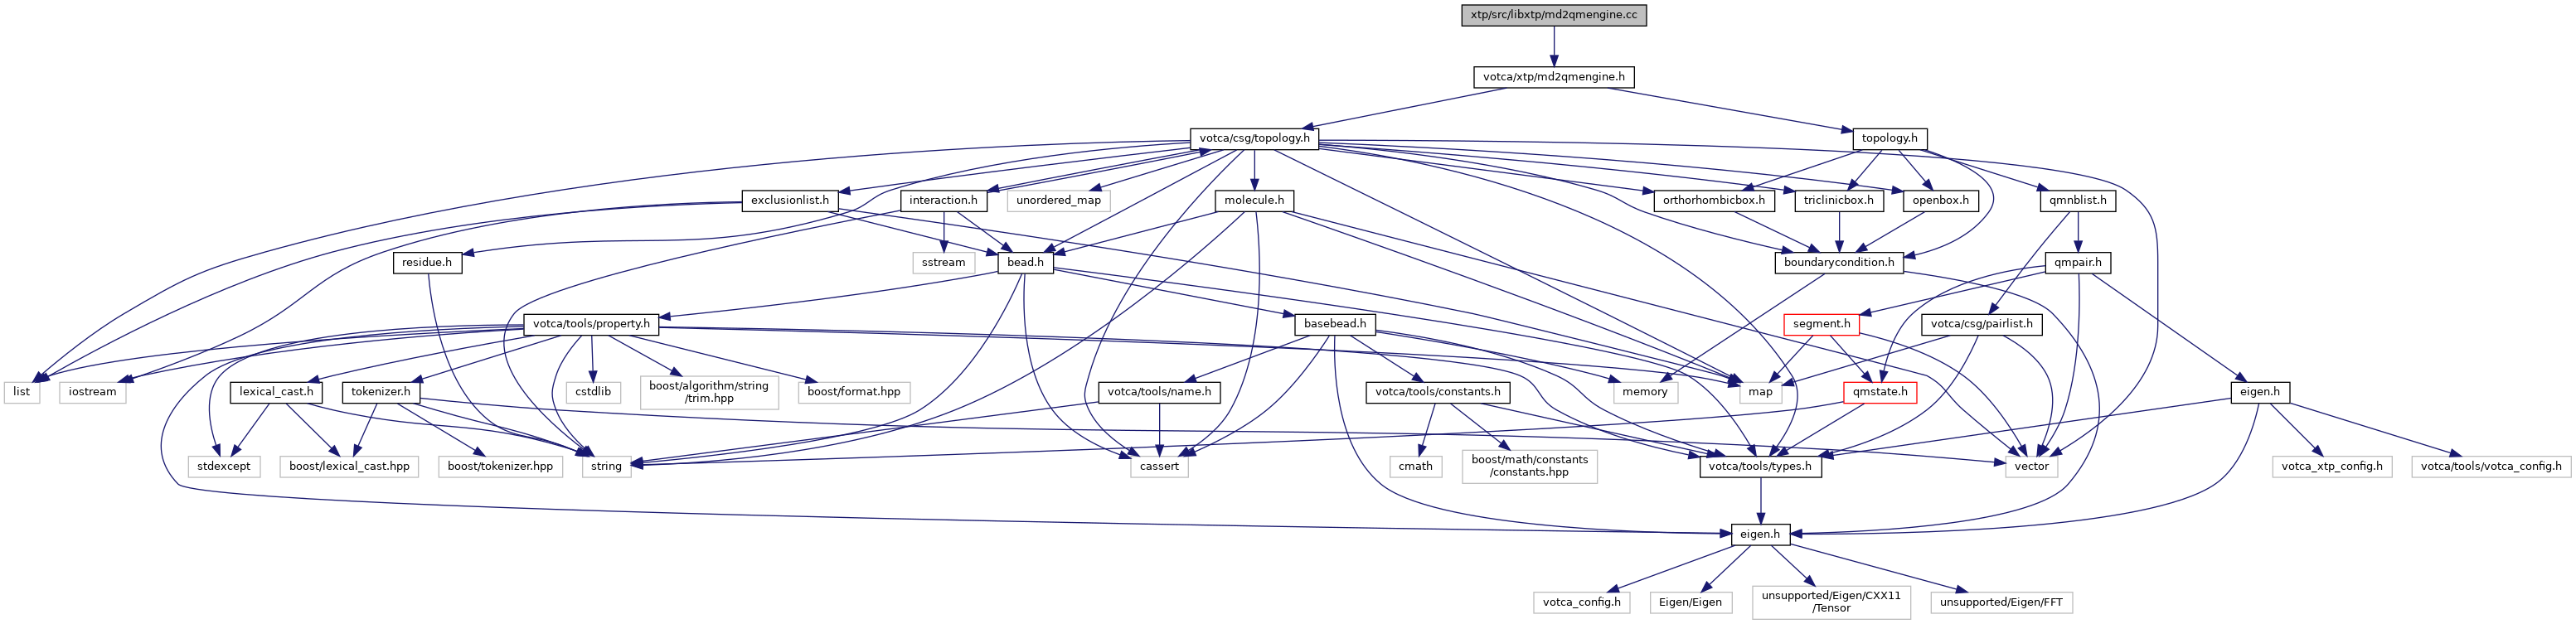 xtp/src/libxtp/md2qmengine.cc
votca/xtp/md2qmengine.h
votca/csg/topology.h
topology.h
exclusionlist.h
interaction.h
unordered_map
molecule.h
orthorhombicbox.h
triclinicbox.h
openbox.h
qmnblist.h
residue.h
sstream
bead.h
boundarycondition.h
qmpair.h
votca/tools/property.h
basebead.h
segment.h
votca/csg/pairlist.h
list
iostream
lexical_cast.h
tokenizer.h
cstdlib
boost/algorithm/string
/trim.hpp
boost/format.hpp
votca/tools/name.h
votca/tools/constants.h
memory
map
qmstate.h
eigen.h
stdexcept
boost/lexical_cast.hpp
boost/tokenizer.hpp
string
cassert
cmath
boost/math/constants
/constants.hpp
votca/tools/types.h
vector
votca_xtp_config.h
votca/tools/votca_config.h
eigen.h
votca_config.h
Eigen/Eigen
unsupported/Eigen/CXX11
/Tensor
unsupported/Eigen/FFT